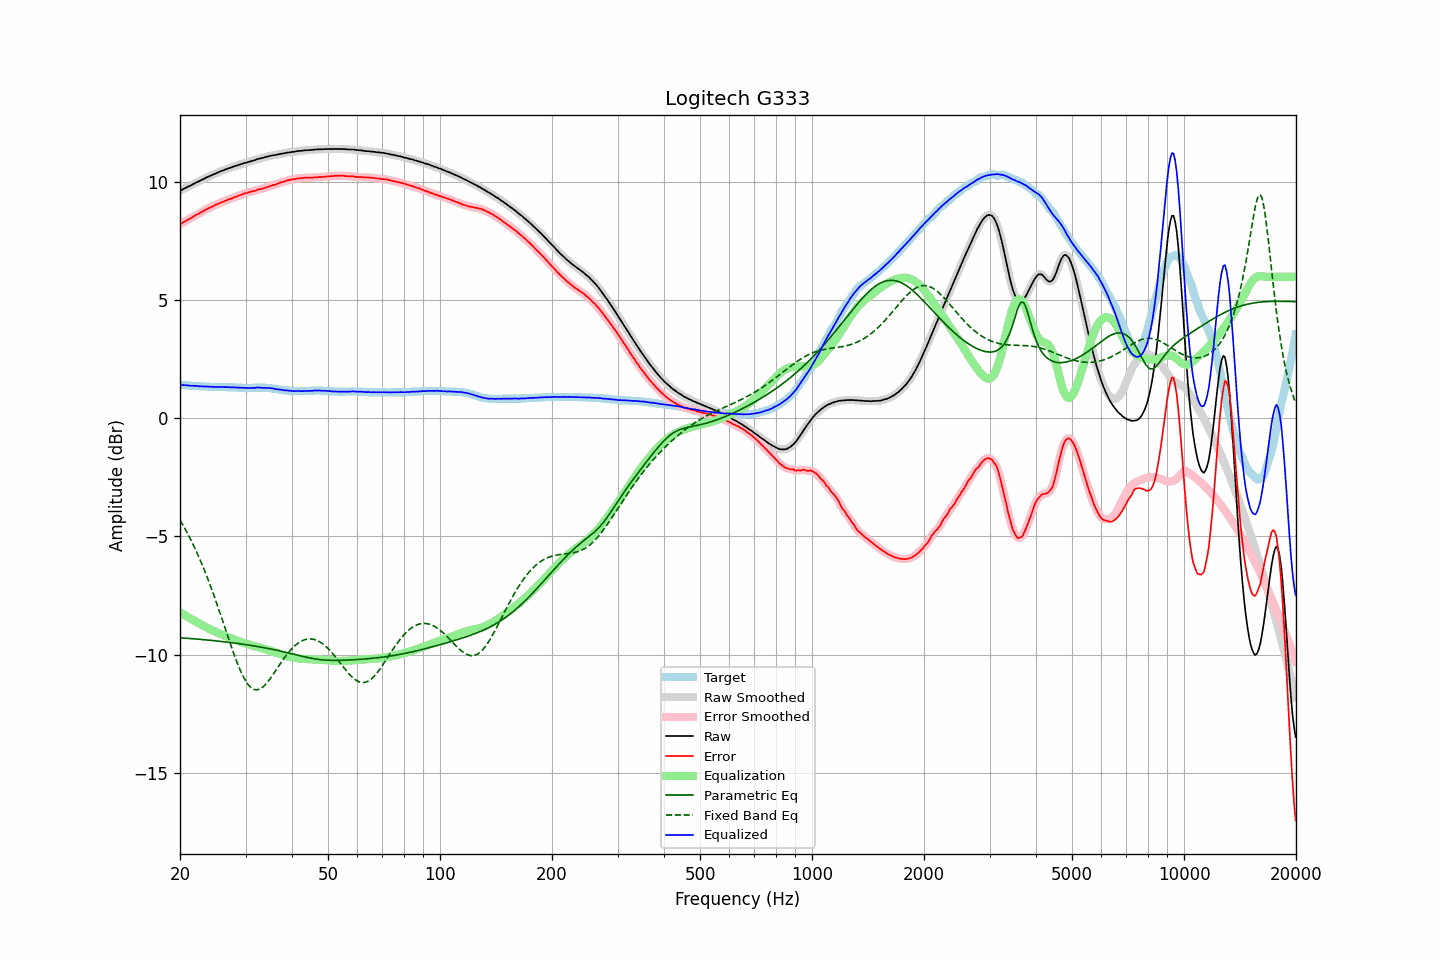 Logitech G333
Amplitude (dBr)
10
5
0
−5
−10
−15
20
50
100
200
500
1000
2000
5000
10000
20000
Frequency (Hz)
Target
Raw Smoothed
Error Smoothed
Raw
Error
Equalization
Parametric Eq
Fixed Band Eq
Equalized